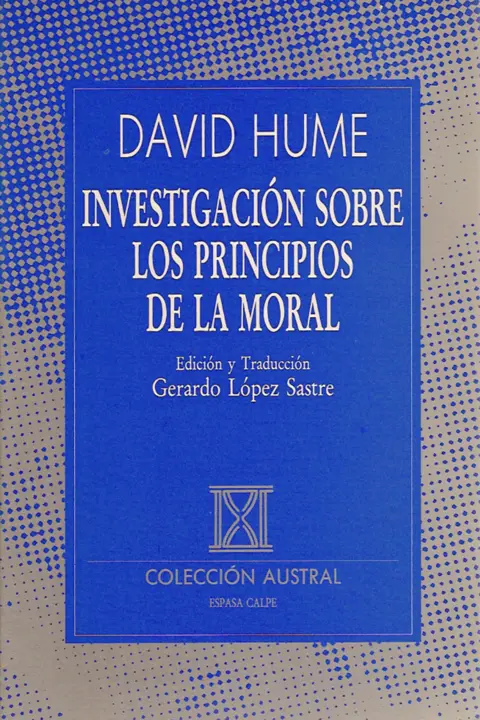 DAVID HUME
INVESTIGACIÓN SOBRE
LOS PRINCIPIOS
DE LA MORAL
Edición y Traducción
Gerardo López Sastre
COLECCIÓN AUSTRAL
ESPASA CALPE